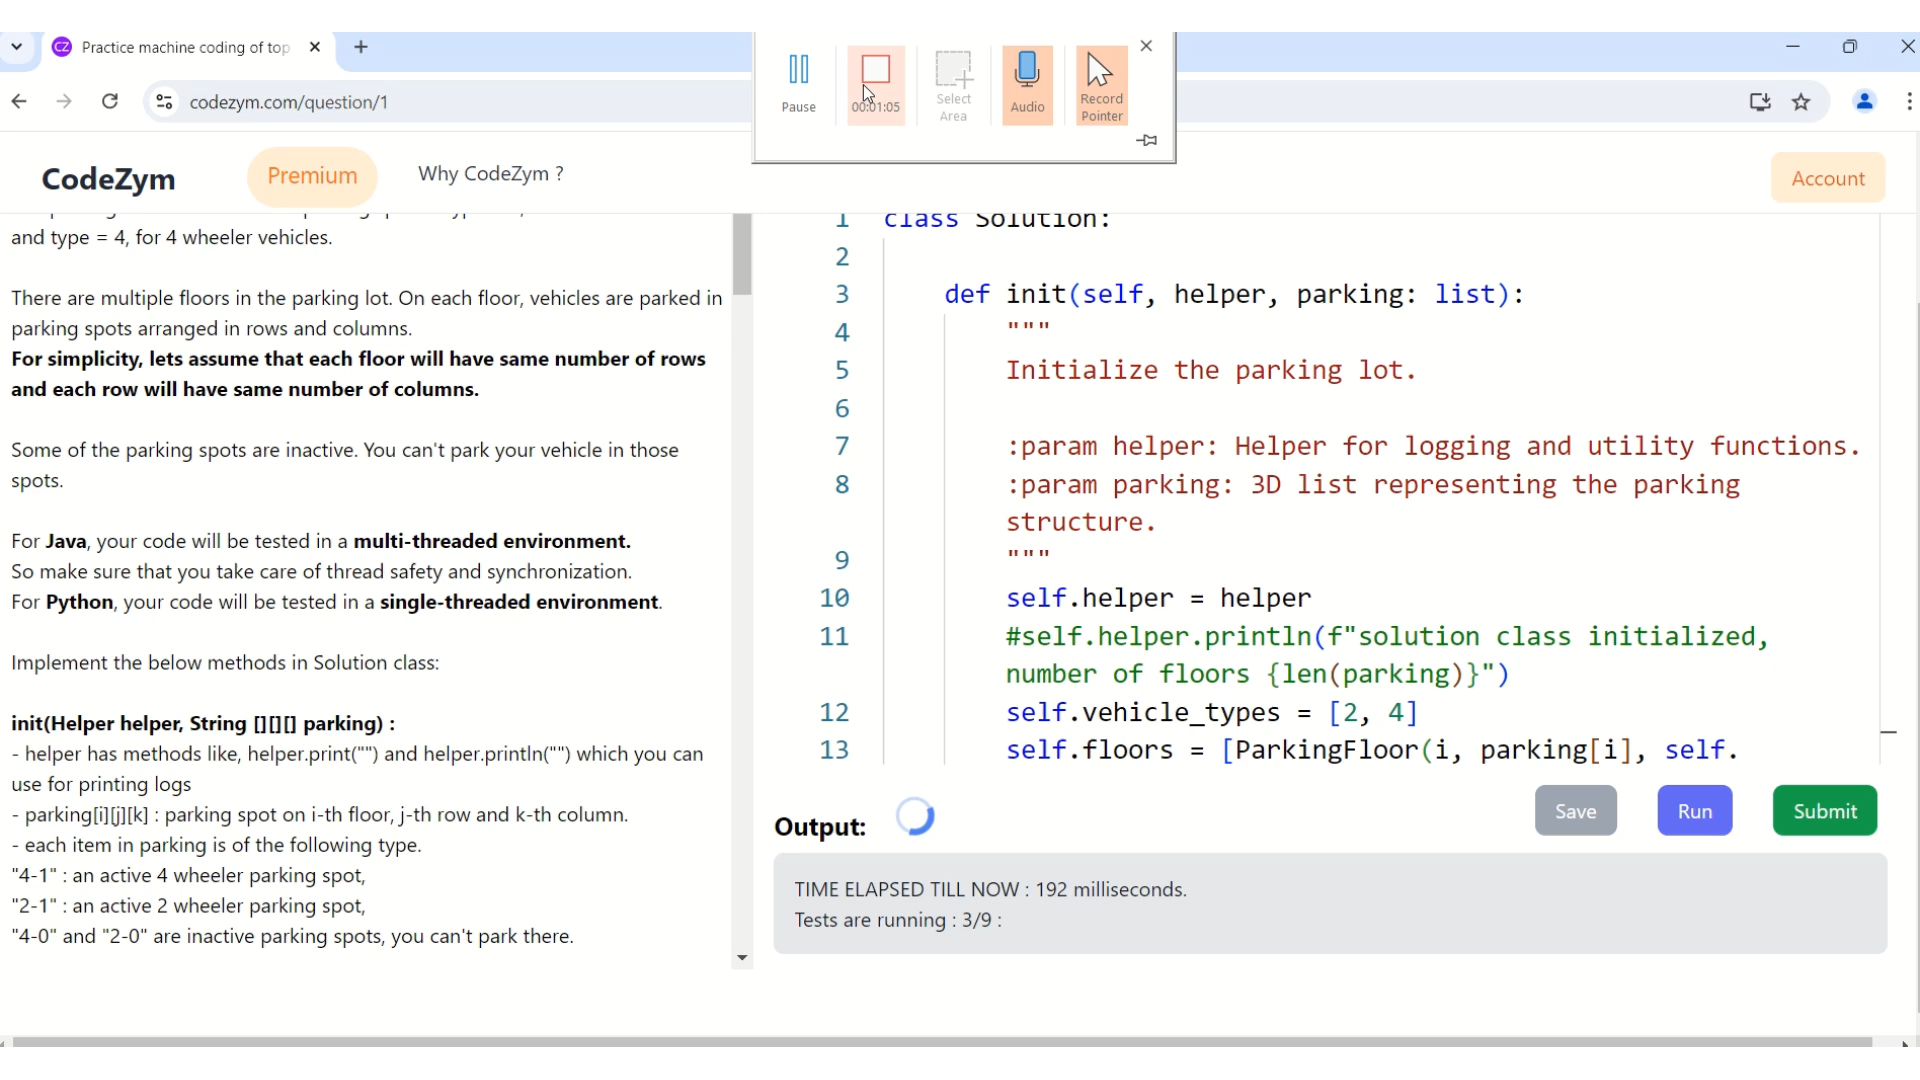 Practice machine coding of top
codezym.com/question/1
Pause
00:01:05
Select
Area
Audio
Record
Pointer
CodeZym
Premium
Why CodeZym ?
Account
and type = 4, for 4 wheeler vehicles.
There are multiple floors in the parking lot. On each floor, vehicles are parked in
parking spots arranged in rows and columns.
For simplicity, lets assume that each floor will have same number of rows
and each row will have same number of columns.
Some of the parking spots are inactive. You can't park your vehicle in those
spots.
For Java, your code will be tested in a multi-threaded environment.
So make sure that you take care of thread safety and synchronization.
For Python, your code will be tested in a single-threaded environment.
Implement the below methods in Solution class:
init(Helper helper, String [][][] parking) :
- helper has methods like, helper.print("") and helper.println("") which you can
use for printing logs
- parking[i][j][k] : parking spot on i-th floor, j-th row and k-th column.
- each item in parking is of the following type.
"4-1" : an active 4 wheeler parking spot,
"2-1" : an active 2 wheeler parking spot,
"4-0" and "2-0" are inactive parking spots, you can't park there.
1 class Solution:
2
3 def init(self, helper, parking: list):
4 """
5 Initialize the parking lot.
6
7 :param helper: Helper for logging and utility functions.
8 :param parking: 3D list representing the parking
structure.
9 """
10 self.helper = helper
11 #self.helper.println(f"solution class initialized,
number of floors {len(parking)}")
12 self.vehicle_types = [2, 4]
13 self.floors = [ParkingFloor(i, parking[i], self.
Output:
Save
Run
Submit
TIME ELAPSED TILL NOW : 192 milliseconds.
Tests are running : 3/9 :